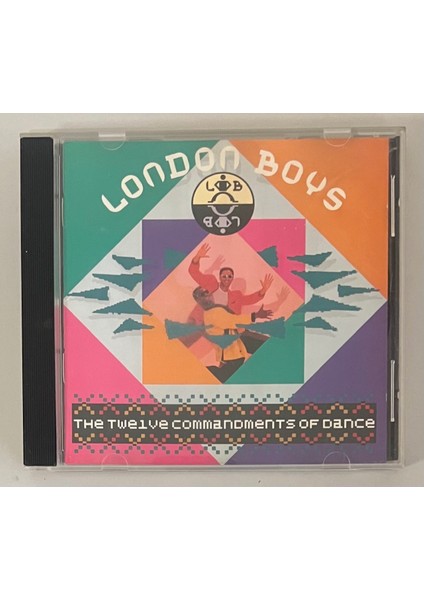 LONDON BOYS
L B
L B
THE TWELVE COMMANDMENTS OF DANCE